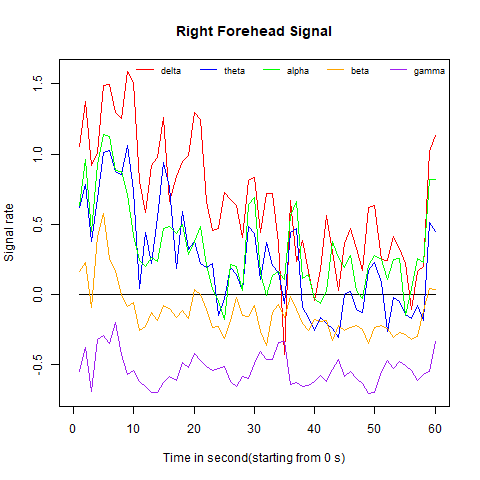 Right Forehead Signal
delta theta alpha beta gamma
Signal rate
1.5
1.0
0.5
0.0
-0.5
0 10 20 30 40 50 60
Time in second(starting from 0 s)